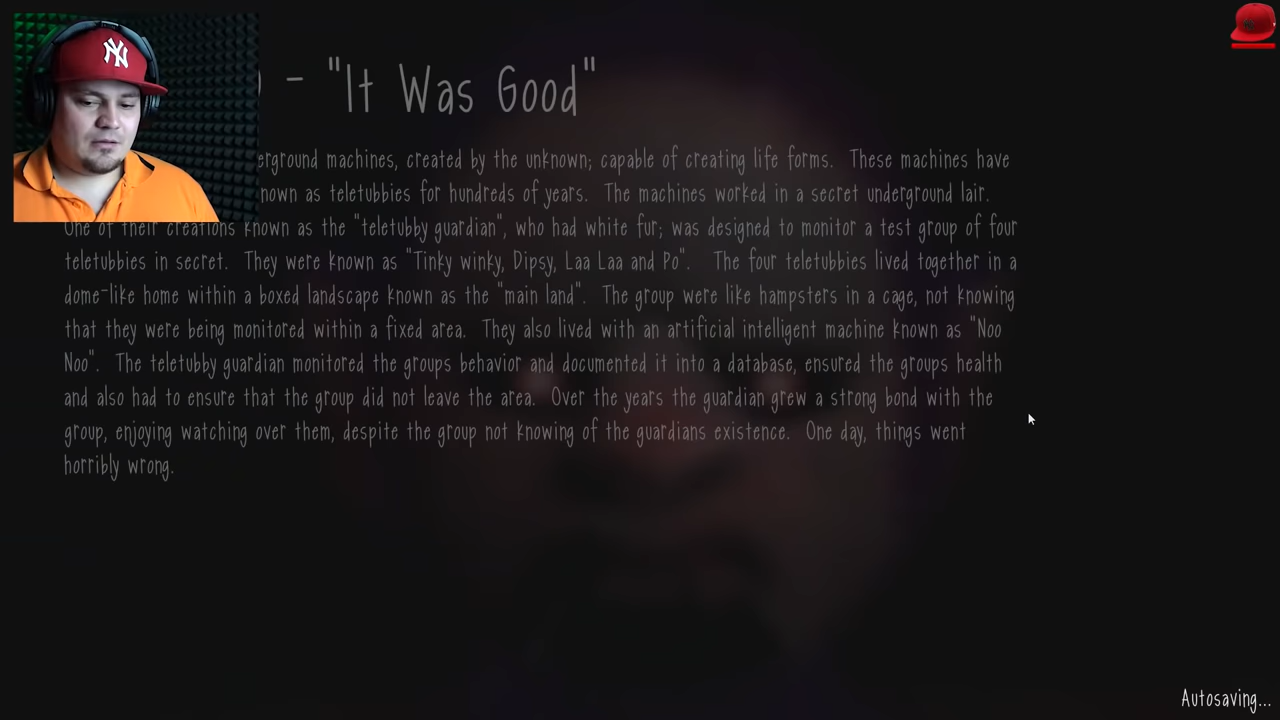 - "It Was Good"
erground machines, created by the unknown; capable of creating life forms. These machines have
nown as teletubbies for hundreds of years. The machines worked in a secret underground lair.
One of their creations known as the "teletubby guardian", who had white fur; was designed to monitor a test group of four
teletubbies in secret. They were known as "Tinky winky, Dipsy, Laa Laa and Po". The four teletubbies lived together in a
dome-like home within a boxed landscape known as the "main land". The group were like hampsters in a cage, not knowing
that they were being monitored within a fixed area. They also lived with an artificial intelligent machine known as "Noo
Noo". The teletubby guardian monitored the groups behavior and documented it into a database, ensured the groups health
and also had to ensure that the group did not leave the area. Over the years the guardian grew a strong bond with the
group, enjoying watching over them, despite the group not knowing of the guardians existence. One day, things went
horribly wrong.
Autosaving...